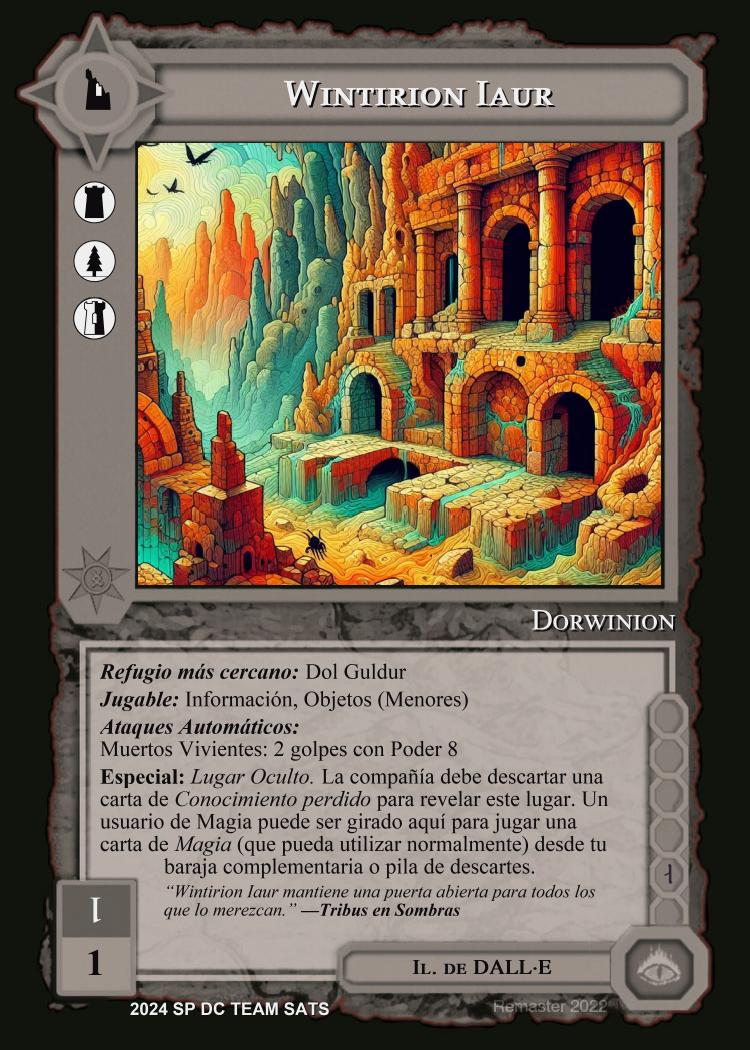 Wintirion Iaur
Dorwinion
Refugio más cercano: Dol Guldur
Jugable: Información, Objetos (Menores)
Ataques Automáticos:
Muertos Vivientes: 2 golpes con Poder 8
Especial: Lugar Oculto. La compañía debe descartar una
carta de Conocimiento perdido para revelar este lugar. Un
usuario de Magia puede ser girado aquí para jugar una
carta de Magia (que pueda utilizar normalmente) desde tu
baraja complementaria o pila de descartes.
“Wintirion Iaur mantiene una puerta abierta para todos los
que lo merezcan.” —Tribus en Sombras
1
Il. de DALL·E
2024 SP DC TEAM SATS
Remaster 2022